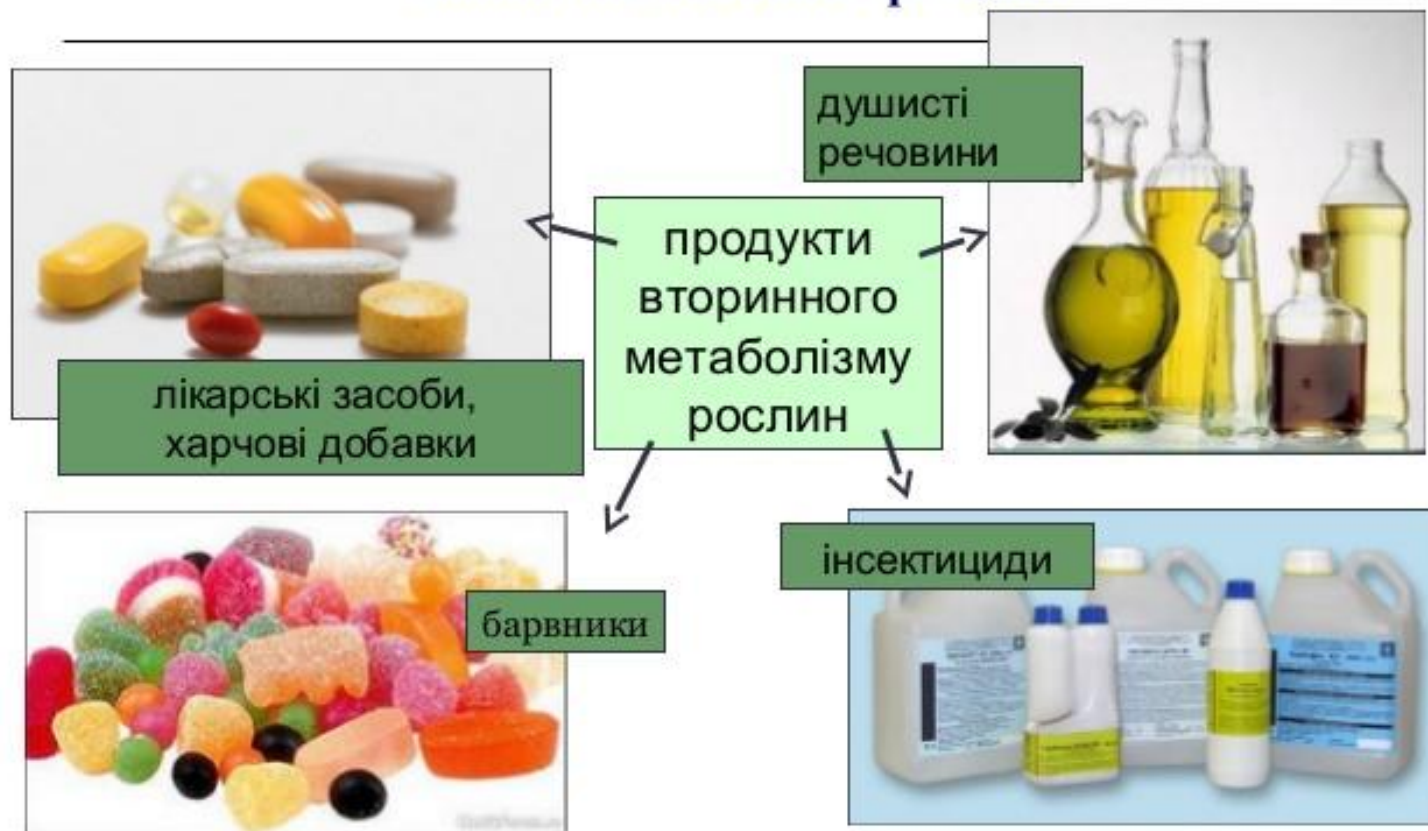 душисті
речовини
продукти
вторинного
метаболізму
рослин
лікарські засоби,
харчові добавки
інсектициди
барвники